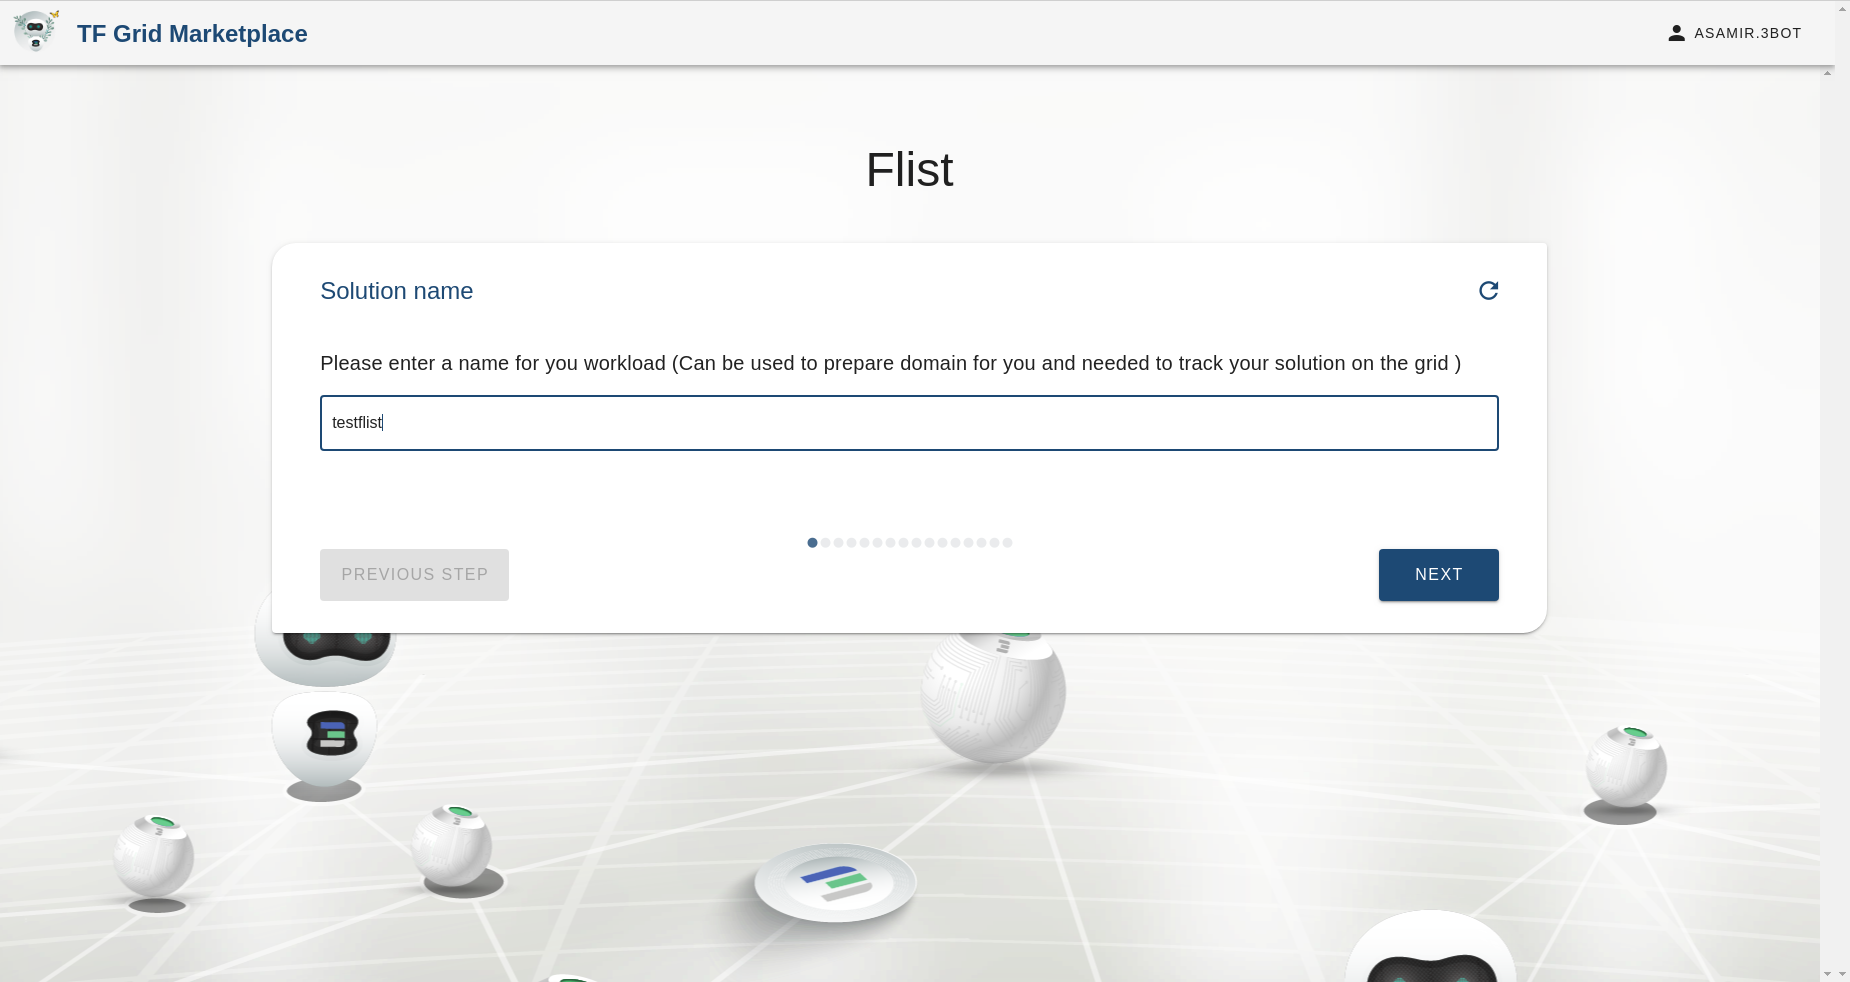 TF Grid Marketplace
ASAMIR.3BOT
Flist
Solution name
Please enter a name for you workload (Can be used to prepare domain for you and needed to track your solution on the grid )
testflist
PREVIOUS STEP
NEXT